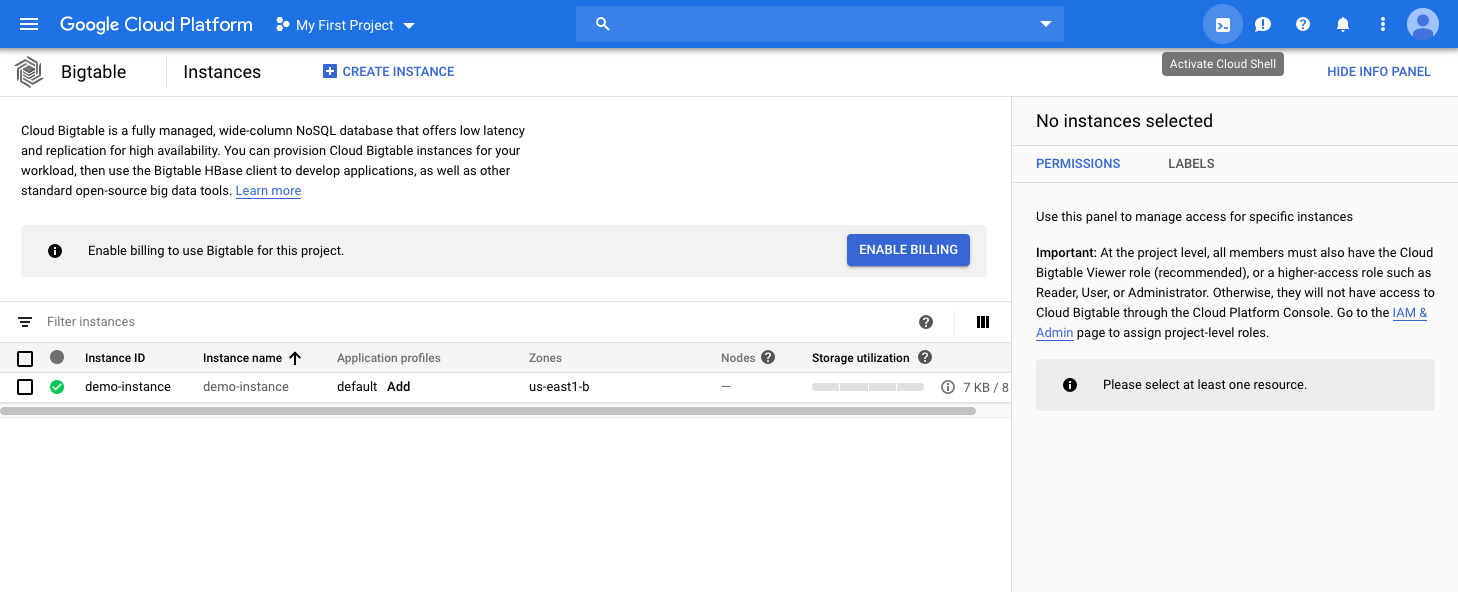 Google Cloud Platform My First Project
Activate Cloud Shell
Bigtable Instances CREATE INSTANCE HIDE INFO PANEL
Cloud Bigtable is a fully managed, wide-column NoSQL database that offers low latency
and replication for high availability. You can provision Cloud Bigtable instances for your
workload, then use the Bigtable HBase client to develop applications, as well as other
standard open-source big data tools. Learn more
Enable billing to use Bigtable for this project. ENABLE BILLING
Filter instances
Instance ID Instance name Application profiles Zones Nodes Storage utilization
demo-instance demo-instance default Add us-east1-b — 7 KB / 8
No instances selected
PERMISSIONS LABELS
Use this panel to manage access for specific instances
Important: At the project level, all members must also have the Cloud
Bigtable Viewer role (recommended), or a higher-access role such as
Reader, User, or Administrator. Otherwise, they will not have access to
Cloud Bigtable through the Cloud Platform Console. Go to the IAM &
Admin page to assign project-level roles.
Please select at least one resource.